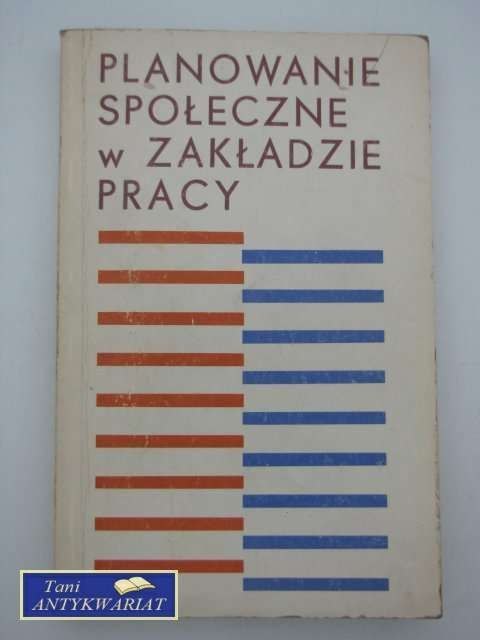 PLANOWANIE
SPOŁECZNE
w ZAKŁADZIE
PRACY
Tani
ANTYKWARIAT